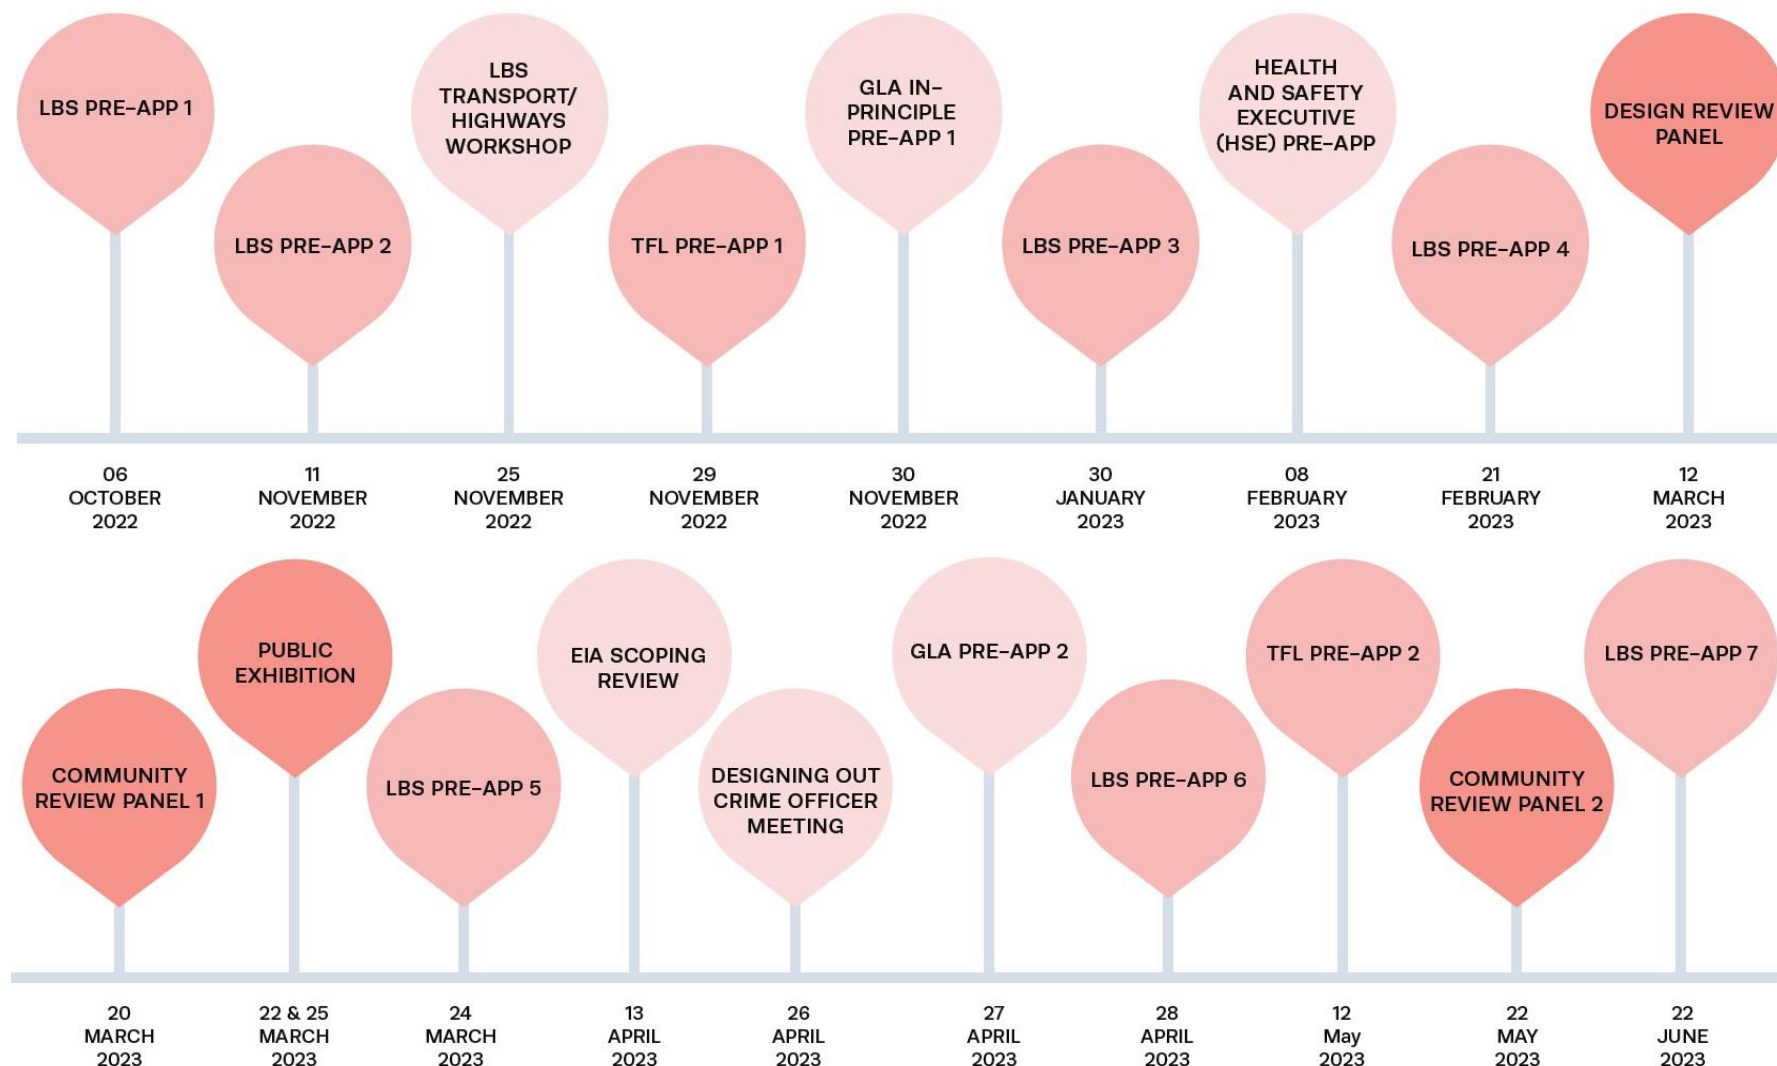 LBS PRE–APP 1
LBS PRE–APP 2
LBS
TRANSPORT/
HIGHWAYS
WORKSHOP
TFL PRE–APP 1
GLA IN–
PRINCIPLE
PRE–APP 1
LBS PRE–APP 3
HEALTH
AND SAFETY
EXECUTIVE
(HSE) PRE–APP
LBS PRE–APP 4
DESIGN REVIEW
PANEL
06
OCTOBER
2022
11
NOVEMBER
2022
25
NOVEMBER
2022
29
NOVEMBER
2022
30
NOVEMBER
2022
30
JANUARY
2023
08
FEBRUARY
2023
21
FEBRUARY
2023
12
MARCH
2023
COMMUNITY
REVIEW PANEL 1
PUBLIC
EXHIBITION
LBS PRE–APP 5
EIA SCOPING
REVIEW
DESIGNING OUT
CRIME OFFICER
MEETING
GLA PRE–APP 2
LBS PRE–APP 6
TFL PRE–APP 2
COMMUNITY
REVIEW PANEL 2
LBS PRE–APP 7
20
MARCH
2023
22 & 25
MARCH
2023
24
MARCH
2023
13
APRIL
2023
26
APRIL
2023
27
APRIL
2023
28
APRIL
2023
12
May
2023
22
MAY
2023
22
JUNE
2023